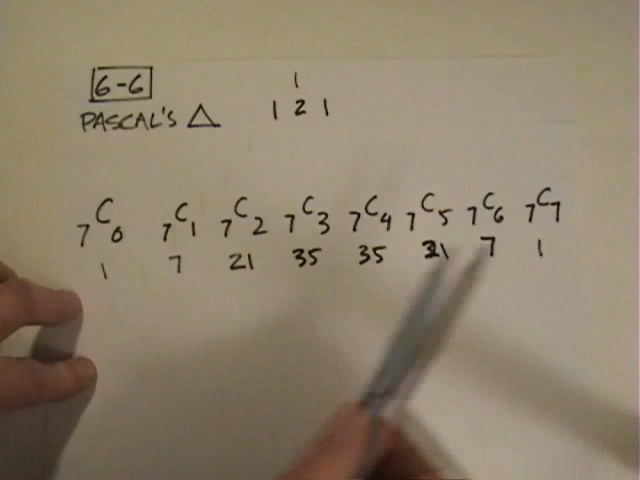 6-6
1
PASCAL'S △ 1 2 1
₇C₀ ₇C₁ ₇C₂ ₇C₃ ₇C₄ ₇C₅ ₇C₆ ₇C₇
1 7 21 35 35 21 7 1